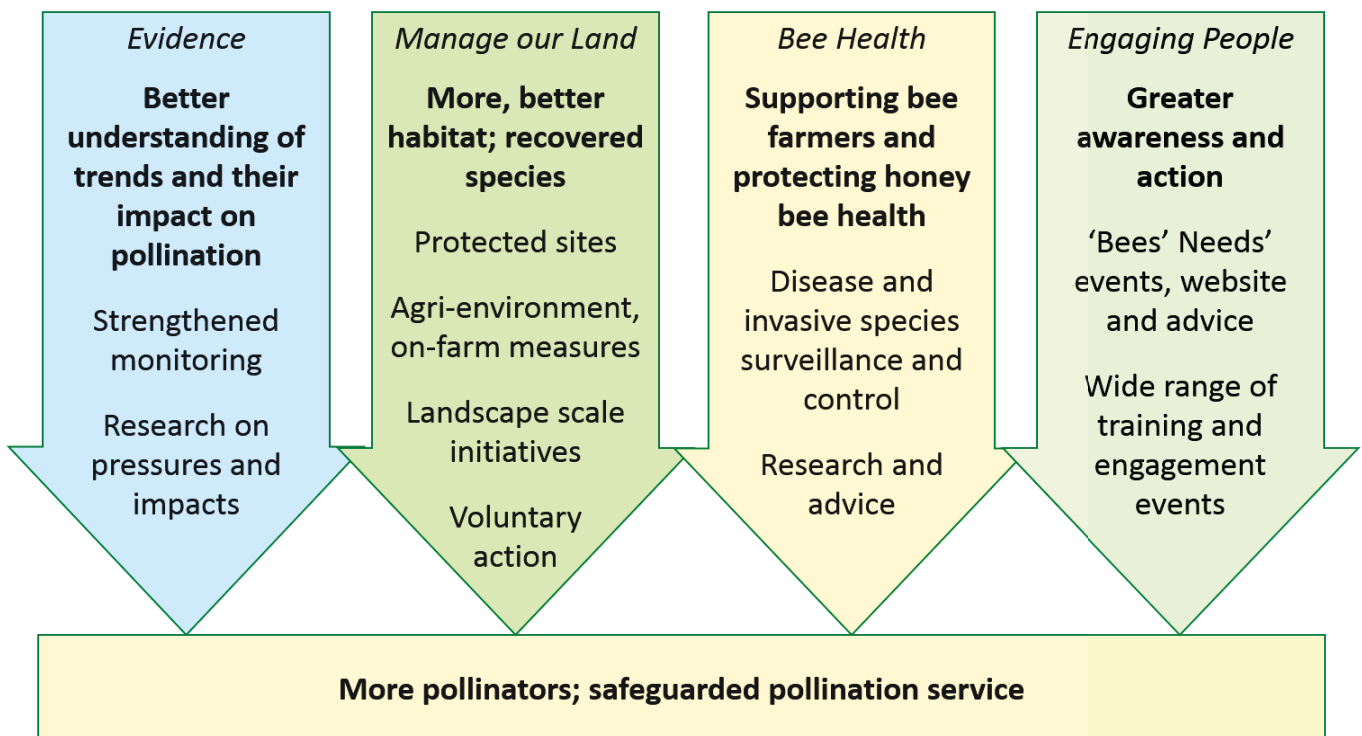 Evidence
Better
understanding of
trends and their
impact on
pollination
Strengthened
monitoring
Research on
pressures and
impacts
Manage our Land
More, better
habitat; recovered
species
Protected sites
Agri-environment,
on-farm measures
Landscape scale
initiatives
Voluntary
action
Bee Health
Supporting bee
farmers and
protecting honey
bee health
Disease and
invasive species
surveillance and
control
Research and
advice
Engaging People
Greater
awareness and
action
‘Bees’ Needs’
events, website
and advice
Wide range of
training and
engagement
events
More pollinators; safeguarded pollination service